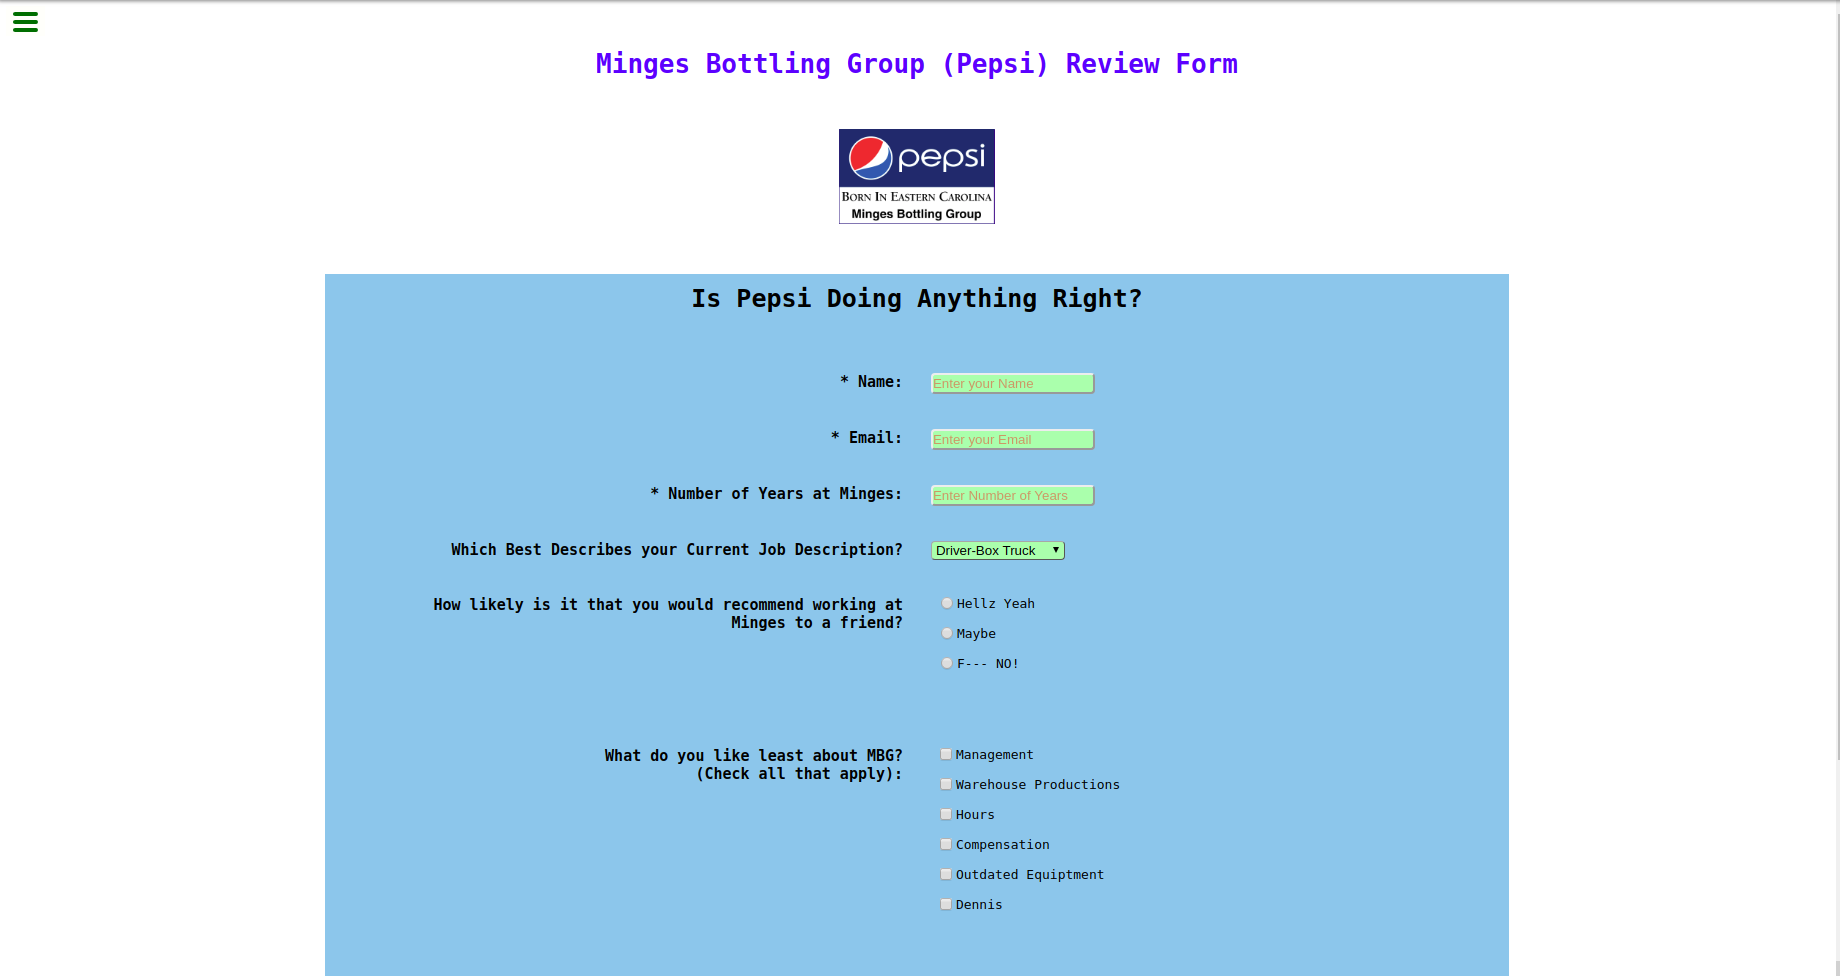 Minges Bottling Group (Pepsi) Review Form
pepsi
BORN IN EASTERN CAROLINA
Minges Bottling Group
Is Pepsi Doing Anything Right?
* Name:
Enter your Name
* Email:
Enter your Email
* Number of Years at Minges:
Enter Number of Years
Which Best Describes your Current Job Description?
Driver-Box Truck
How likely is it that you would recommend working at
Minges to a friend?
Hellz Yeah
Maybe
F--- NO!
What do you like least about MBG?
(Check all that apply):
Management
Warehouse Productions
Hours
Compensation
Outdated Equiptment
Dennis